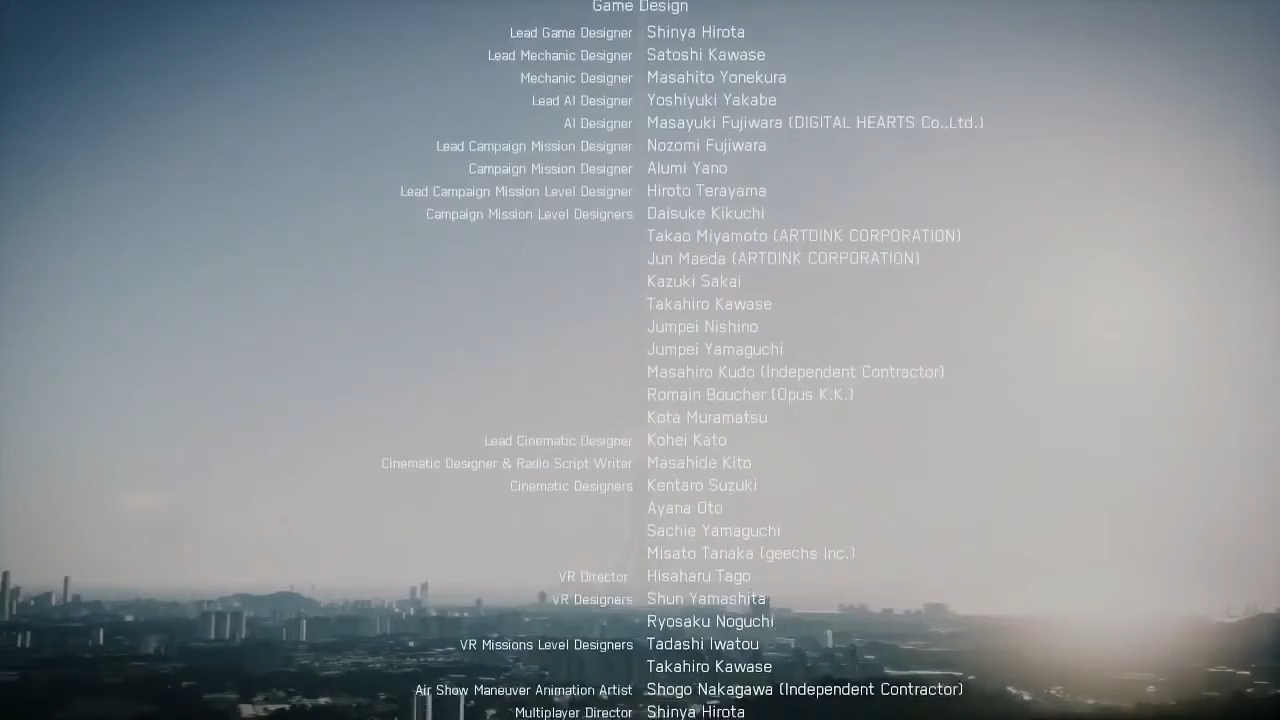 Game Design
Lead Game Designer Shinya Hirota
Lead Mechanic Designer Satoshi Kawase
Mechanic Designer Masahito Yonekura
Lead AI Designer Yoshiyuki Yakabe
AI Designer Masayuki Fujiwara (DIGITAL HEARTS Co.,Ltd.)
Lead Campaign Mission Designer Nozomi Fujiwara
Campaign Mission Designer Alumi Yano
Lead Campaign Mission Level Designer Hiroto Terayama
Campaign Mission Level Designers Daisuke Kikuchi
Takao Miyamoto (ARTDINK CORPORATION)
Jun Maeda (ARTDINK CORPORATION)
Kazuki Sakai
Takahiro Kawase
Jumpei Nishino
Jumpei Yamaguchi
Masahiro Kudo (Independent Contractor)
Romain Boucher (Opus K.K.)
Kota Muramatsu
Lead Cinematic Designer Kohei Kato
Cinematic Designer & Radio Script Writer Masahide Kito
Cinematic Designers Kentaro Suzuki
Ayana Oto
Sachie Yamaguchi
Misato Tanaka (geechs Inc.)
VR Director Hisaharu Tago
VR Designers Shun Yamashita
Ryosaku Noguchi
VR Missions Level Designers Tadashi Iwatou
Takahiro Kawase
Air Show Maneuver Animation Artist Shogo Nakagawa (Independent Contractor)
Multiplayer Director Shinya Hirota